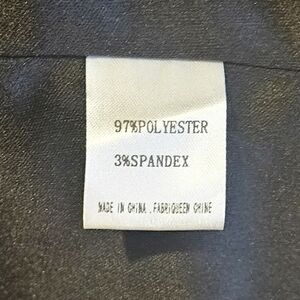 97%POLYESTER
3%SPANDEX
MADE IN CHINA .FABRIQUEEN CHINE